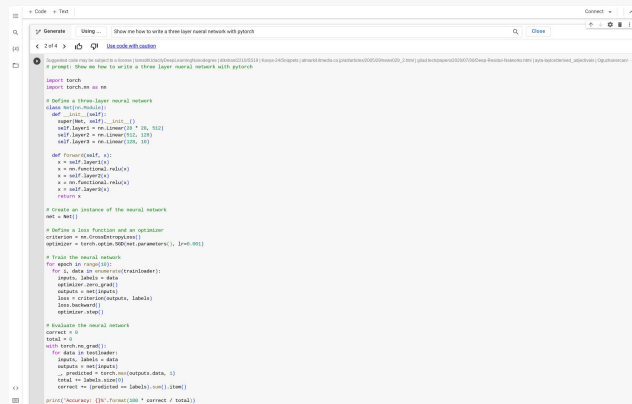 + Code + Text
Connect
Generate
Using ...
Show me how to write a three layer nueral network with pytorch
Close
2 of 4
Use code with caution
# prompt: Show me how to write a three layer nueral network with pytorch
import torch
import torch.nn as nn
# Define a three-layer neural network
class Net(nn.Module):
def __init__(self):
super(Net, self).__init__()
self.layer1 = nn.Linear(28 * 28, 512)
self.layer2 = nn.Linear(512, 128)
self.layer3 = nn.Linear(128, 10)
def forward(self, x):
x = self.layer1(x)
x = nn.functional.relu(x)
x = self.layer2(x)
x = nn.functional.relu(x)
x = self.layer3(x)
return x
# Create an instance of the neural network
net = Net()
# Define a loss function and an optimizer
criterion = nn.CrossEntropyLoss()
optimizer = torch.optim.SGD(net.parameters(), lr=0.001)
# Train the neural network
for epoch in range(10):
for i, data in enumerate(trainloader):
inputs, labels = data
optimizer.zero_grad()
outputs = net(inputs)
loss = criterion(outputs, labels)
loss.backward()
optimizer.step()
# Evaluate the neural network
correct = 0
total = 0
with torch.no_grad():
for data in testloader:
inputs, labels = data
outputs = net(inputs)
_, predicted = torch.max(outputs.data, 1)
total += labels.size(0)
correct += (predicted == labels).sum().item()
print('Accuracy: {}%'.format(100 * correct / total))